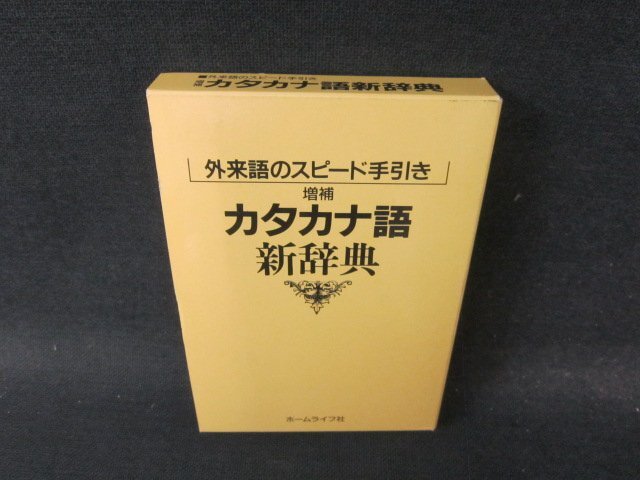 ■外来語のスピード手引き
増補 カタカナ語新辞典
外来語のスピード手引き
増補
カタカナ語
新辞典
ホームライフ社